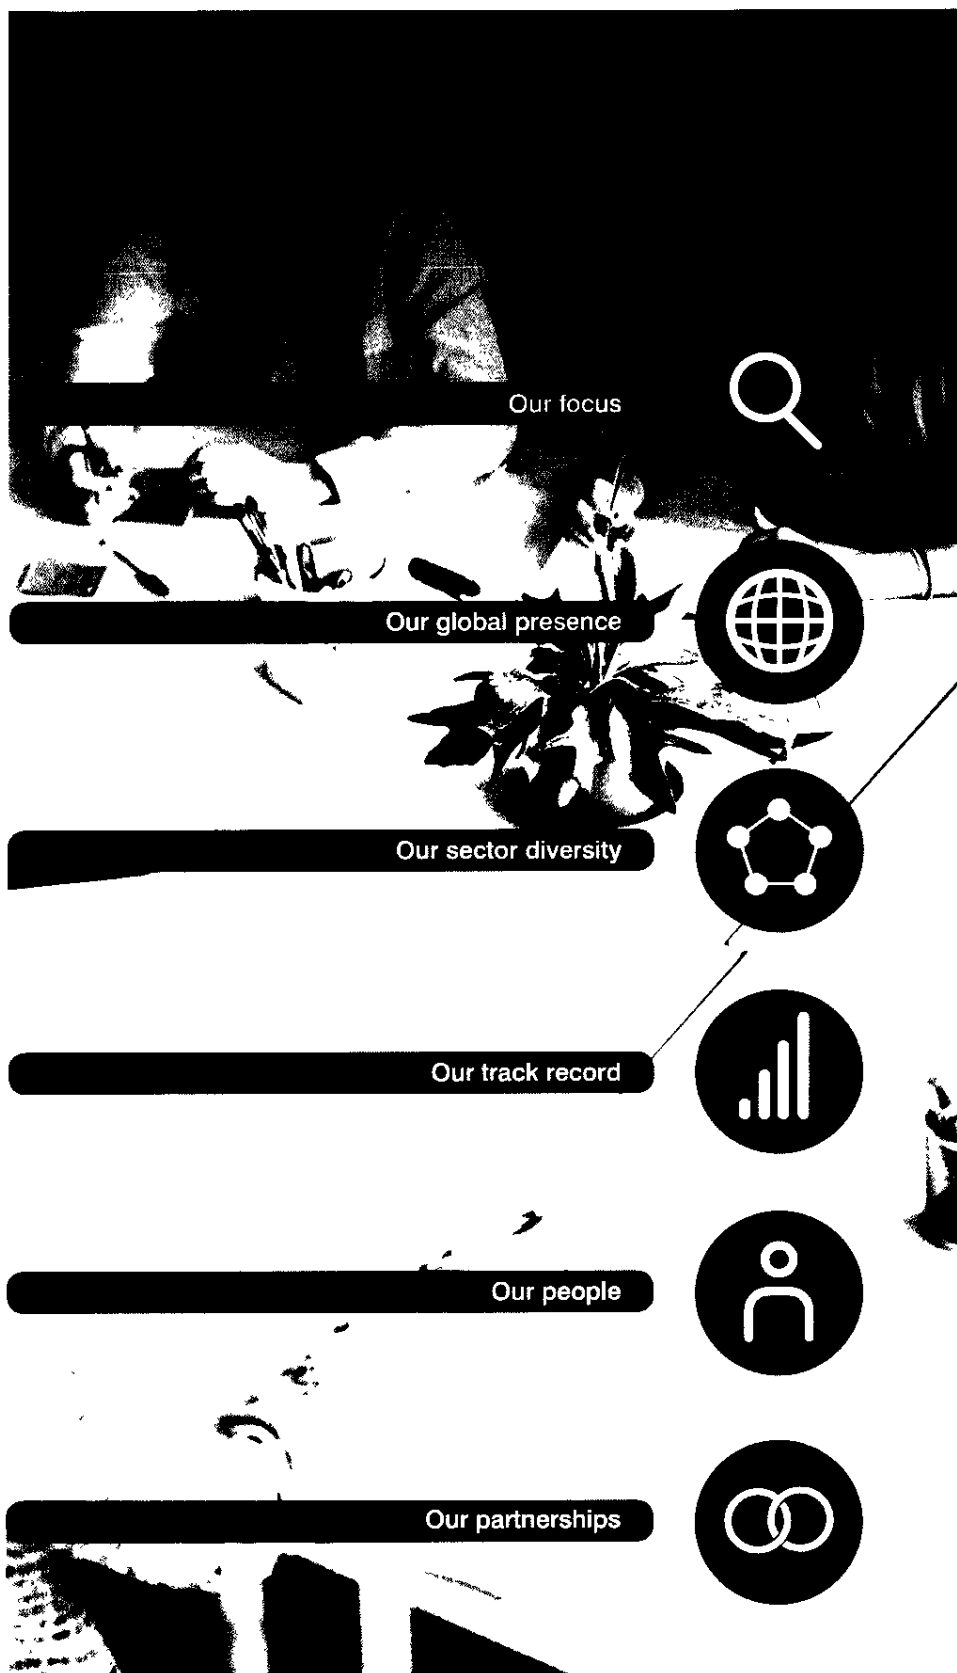 Our focus
Our global presence
Our sector diversity
Our track record
Our people
Our partnerships